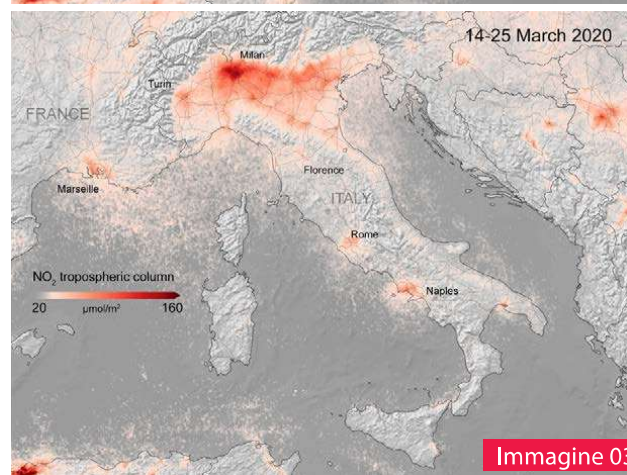 14-25 March 2020
Milan
Turin
FRANCE
Marseille
Florence
ITALY
Rome
NO₂ tropospheric column
20 µmol/m² 160
Naples
Immagine 03